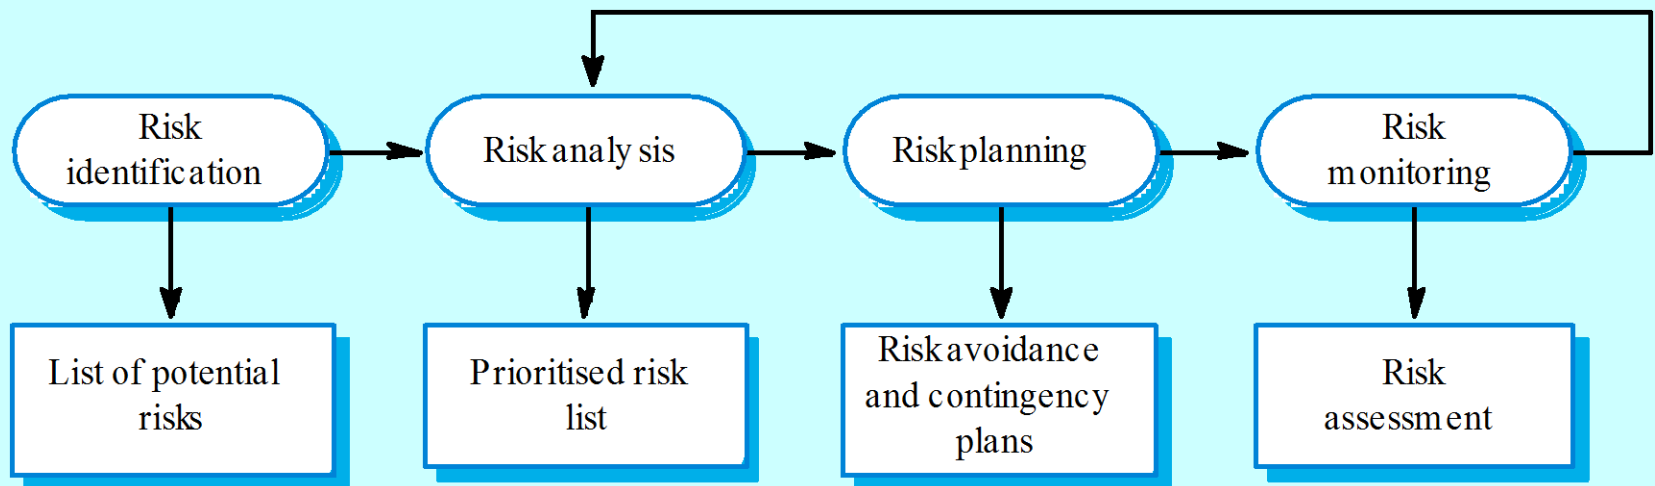 Risk
identification
Risk analysis
Risk planning
Risk
monitoring
List of potential
risks
Prioritised risk
list
Risk avoidance
and contingency
plans
Risk
assessment